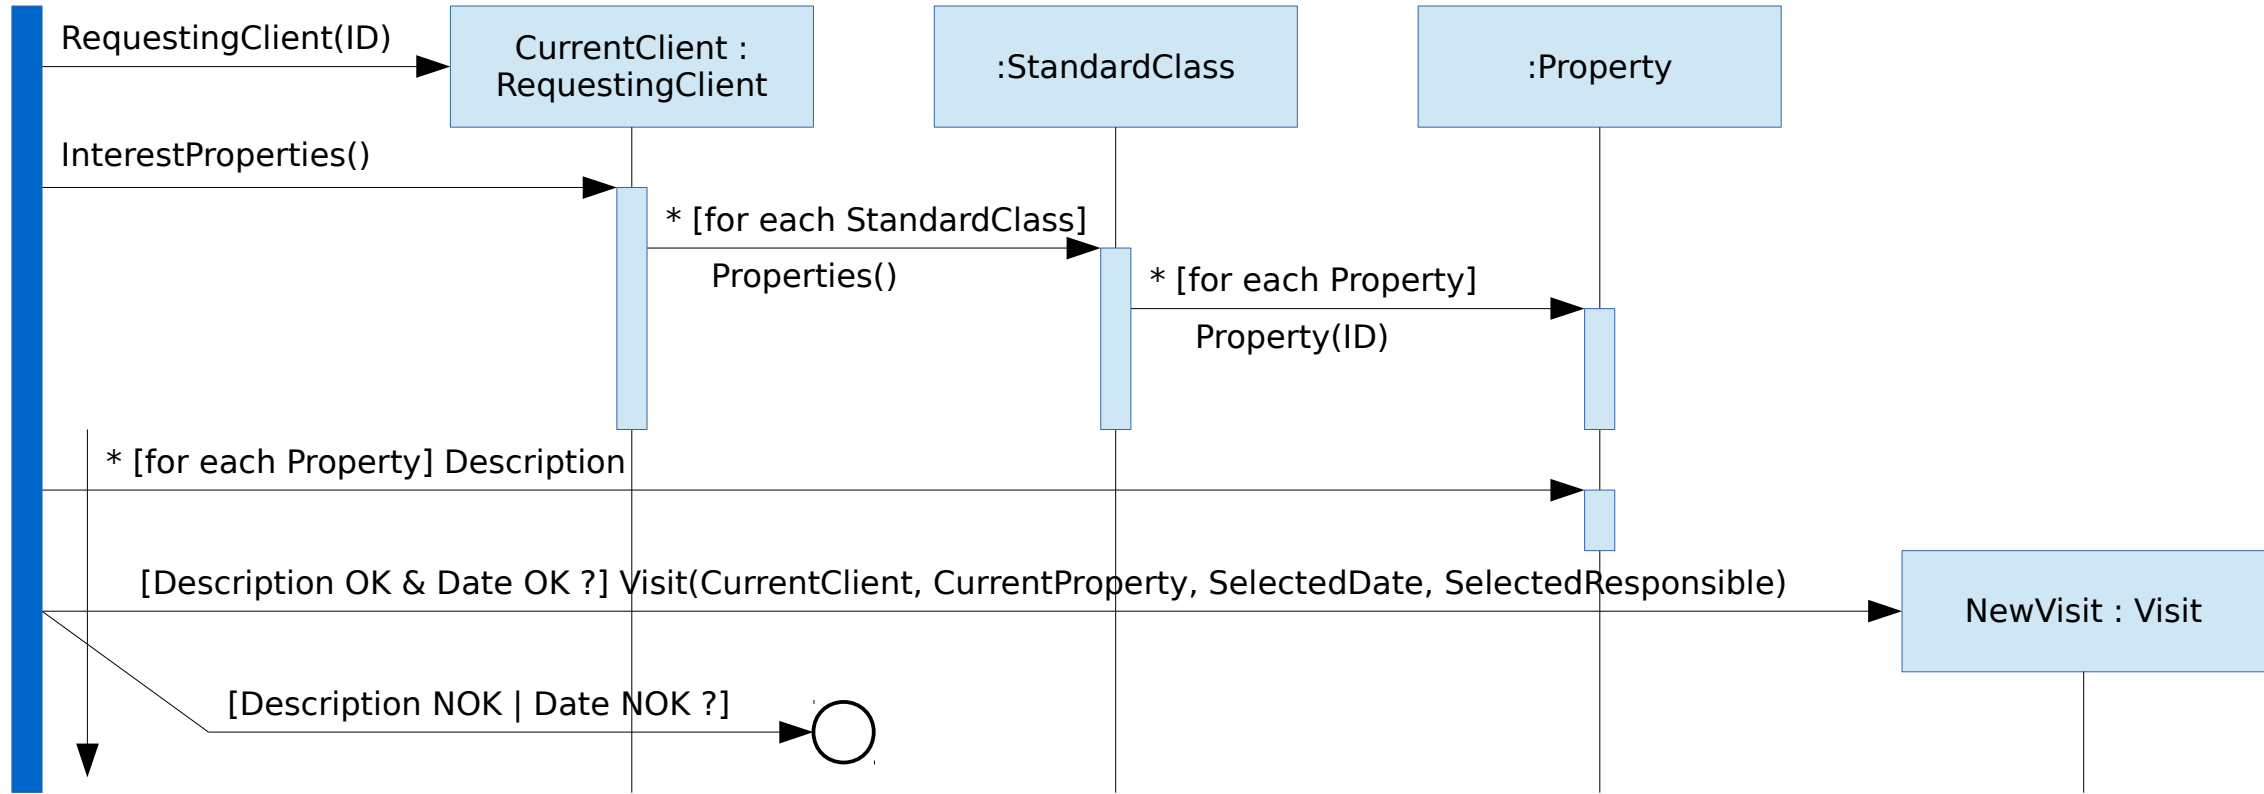 RequestingClient(ID)
CurrentClient :
RequestingClient
:StandardClass
:Property
InterestProperties()
* [for each StandardClass]
Properties()
* [for each Property]
Property(ID)
* [for each Property] Description
[Description OK & Date OK ?] Visit(CurrentClient, CurrentProperty, SelectedDate, SelectedResponsible)
NewVisit : Visit
[Description NOK | Date NOK ?]